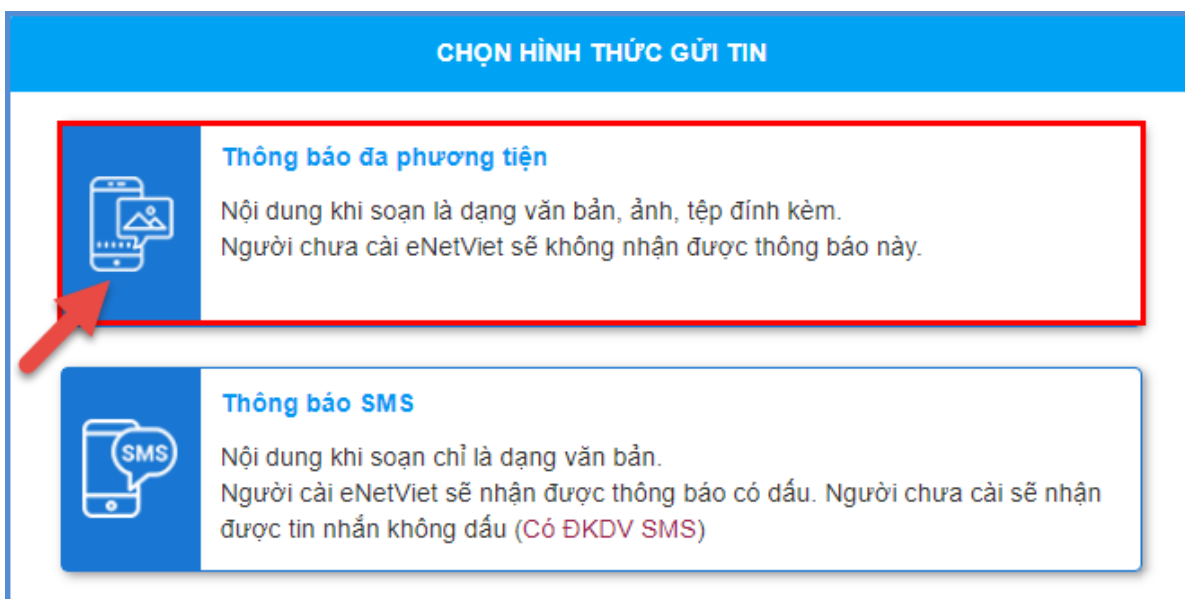 CHỌN HÌNH THỨC GỬI TIN
Thông báo đa phương tiện
Nội dung khi soạn là dạng văn bản, ảnh, tệp đính kèm.
Người chưa cài eNetViet sẽ không nhận được thông báo này.
Thông báo SMS
SMS
Nội dung khi soạn chỉ là dạng văn bản.
Người cài eNetViet sẽ nhận được thông báo có dấu. Người chưa cài sẽ nhận
được tin nhắn không dấu (Có ĐKDV SMS)